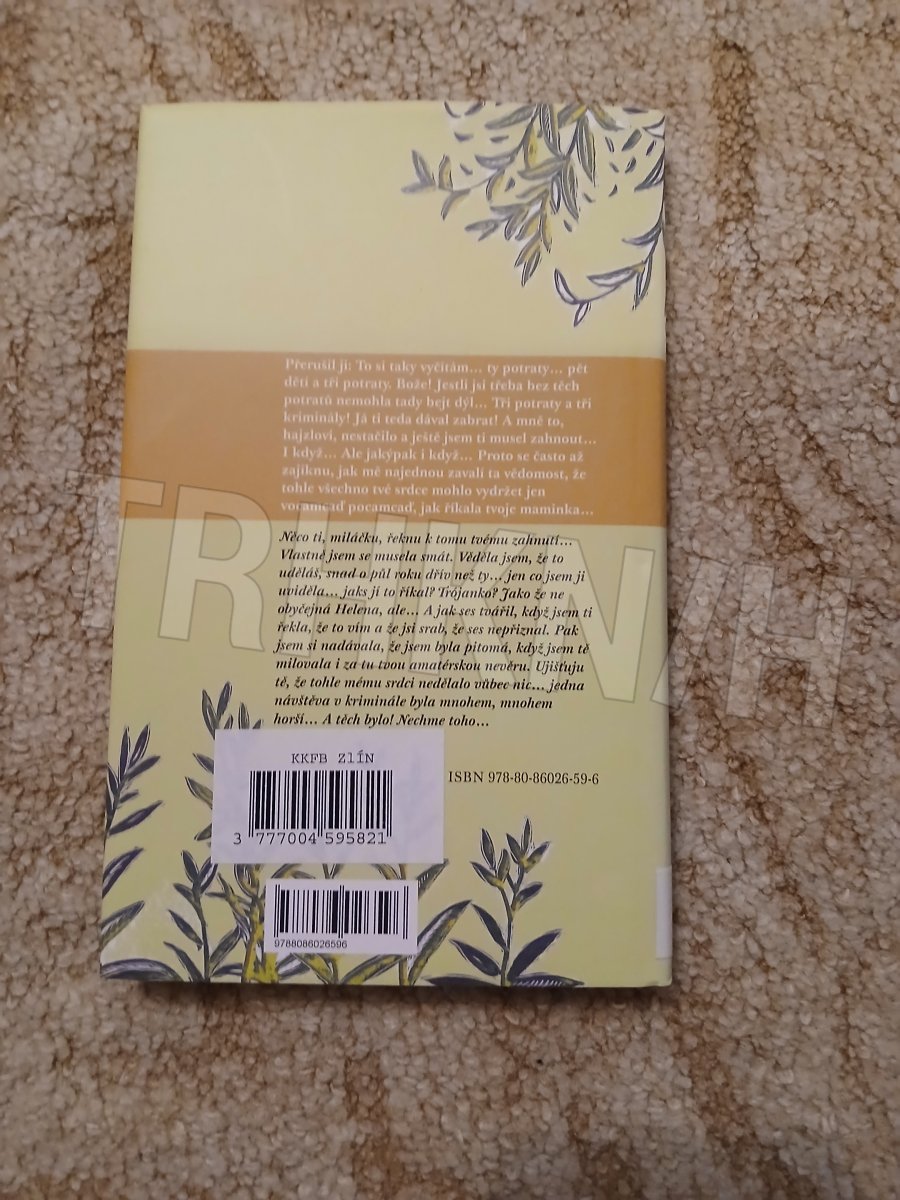 Přerušil ji: To si taky vyčítám… ty potraty… pět
dětí a tři potraty. Bože! Jestli jsi třeba bez těch
potratů nemohla tady bejt dýl… Tři potraty a tři
kriminály! Já ti teda dával zabrat! A mně to,
hajzlovi, nestačilo a ještě jsem ti musel zahnout…
I když… Ale jakýpak i když… Proto se často až
zajíknu, jak mě najednou zavalí ta vědomost, že
tohle všechno tvé srdce mohlo vydržet jen
vocamcaď pocamcaď, jak říkala tvoje maminka…
Něco ti, miláčku, řeknu k tomu tvému zahnutí…
Vlastně jsem se musela smát. Věděla jsem, že to
uděláš, snad o půl roku dřív než ty… jen co jsem ji
uviděla… jaks jí to říkal? Trójanko? Jako že ne
obyčejná Helena, ale… A jak ses tvářil, když jsem ti
řekla, že to vím a že jsi srab, že ses nepřiznal. Pak
jsem si nadávala, že jsem byla pitomá, když jsem tě
milovala i za tu tvou amatérskou nevěru. Ujišťuju
tě, že tohle mému srdci nedělalo vůbec nic… jedna
návštěva v kriminále byla mnohem, mnohem
horší… A těch bylo! Nechme toho…
KKFB ZlÍN
3 777004 595821
ISBN 978-80-86026-59-6
9788086026596